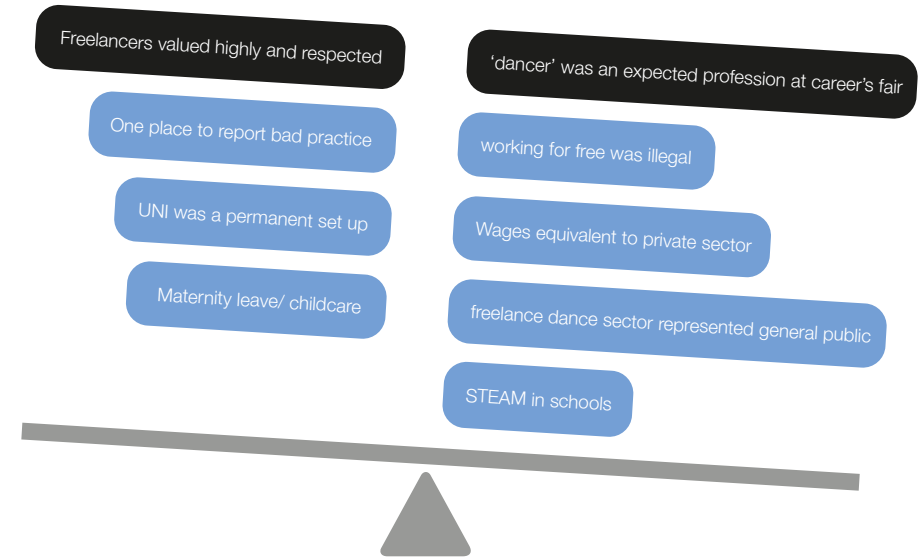 Freelancers valued highly and respected
One place to report bad practice
UNI was a permanent set up
Maternity leave/ childcare
‘dancer’ was an expected profession at career’s fair
working for free was illegal
Wages equivalent to private sector
freelance dance sector represented general public
STEAM in schools